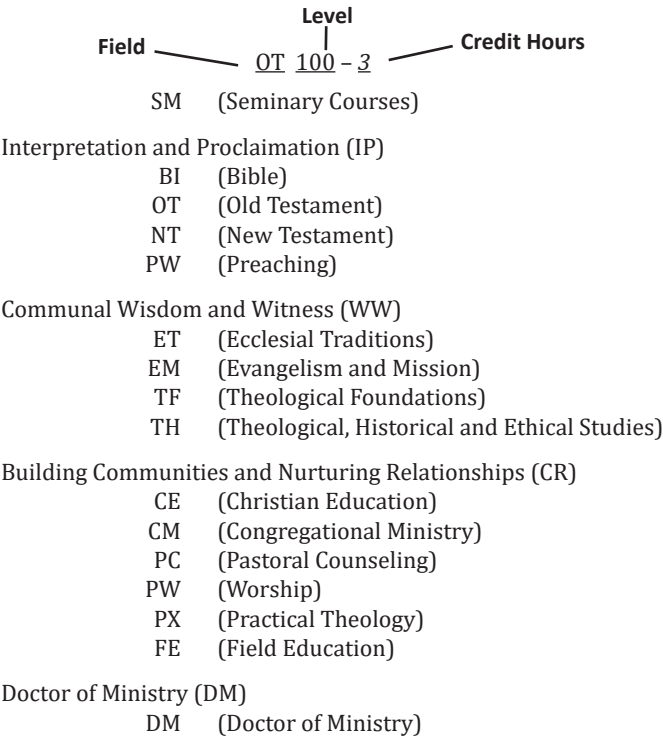 Level
Field
Credit Hours
OT 100 – 3
SM (Seminary Courses)
Interpretation and Proclaimation (IP)
BI (Bible)
OT (Old Testament)
NT (New Testament)
PW (Preaching)
Communal Wisdom and Witness (WW)
ET (Ecclesial Traditions)
EM (Evangelism and Mission)
TF (Theological Foundations)
TH (Theological, Historical and Ethical Studies)
Building Communities and Nurturing Relationships (CR)
CE (Christian Education)
CM (Congregational Ministry)
PC (Pastoral Counseling)
PW (Worship)
PX (Practical Theology)
FE (Field Education)
Doctor of Ministry (DM)
DM (Doctor of Ministry)